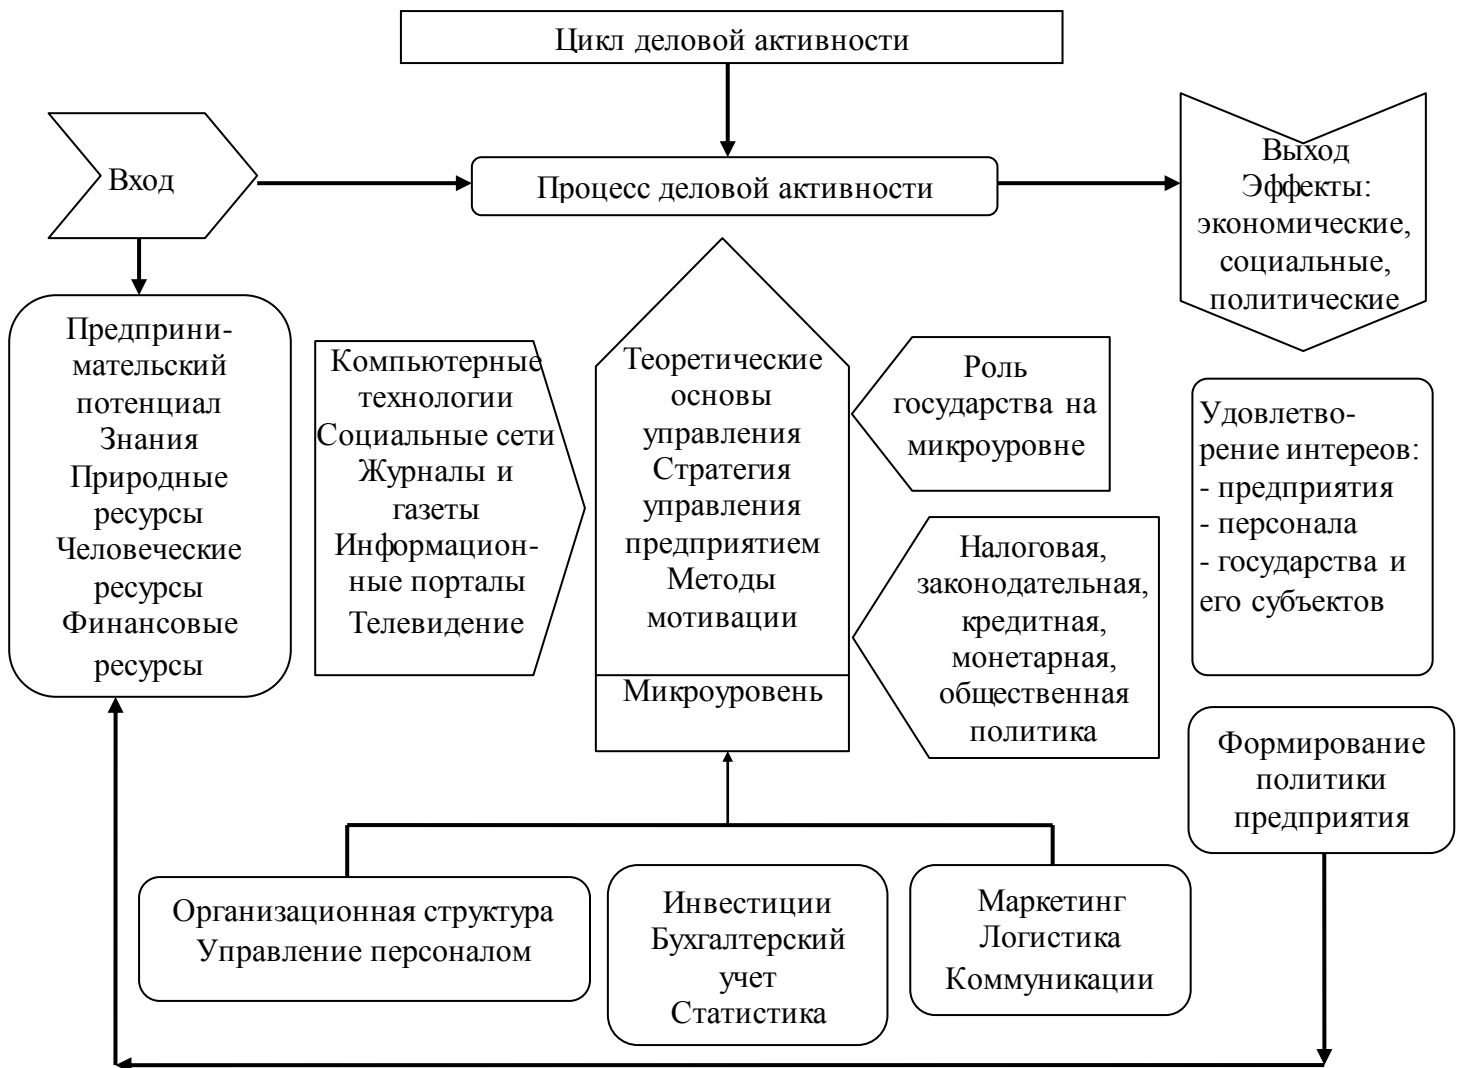 Цикл деловой активности
Вход
Процесс деловой активности
Выход
Эффекты:
экономические,
социальные,
политические
Предприни-
мательский
потенциал
Знания
Природные
ресурсы
Человеческие
ресурсы
Финансовые
ресурсы
Компьютерные
технологии
Социальные сети
Журналы и
газеты
Информацион-
ные порталы
Телевидение
Теоретические
основы
управления
Стратегия
управления
предприятием
Методы
мотивации
Микроуровень
Роль
государства на
микроуровне
Налоговая,
законодательная,
кредитная,
монетарная,
общественная
политика
Удовлетво-
рение интереов:
- предприятия
- персонала
- государства и
его субъектов
Формирование
политики
предприятия
Организационная структура
Управление персоналом
Инвестиции
Бухгалтерский
учет
Статистика
Маркетинг
Логистика
Коммуникации